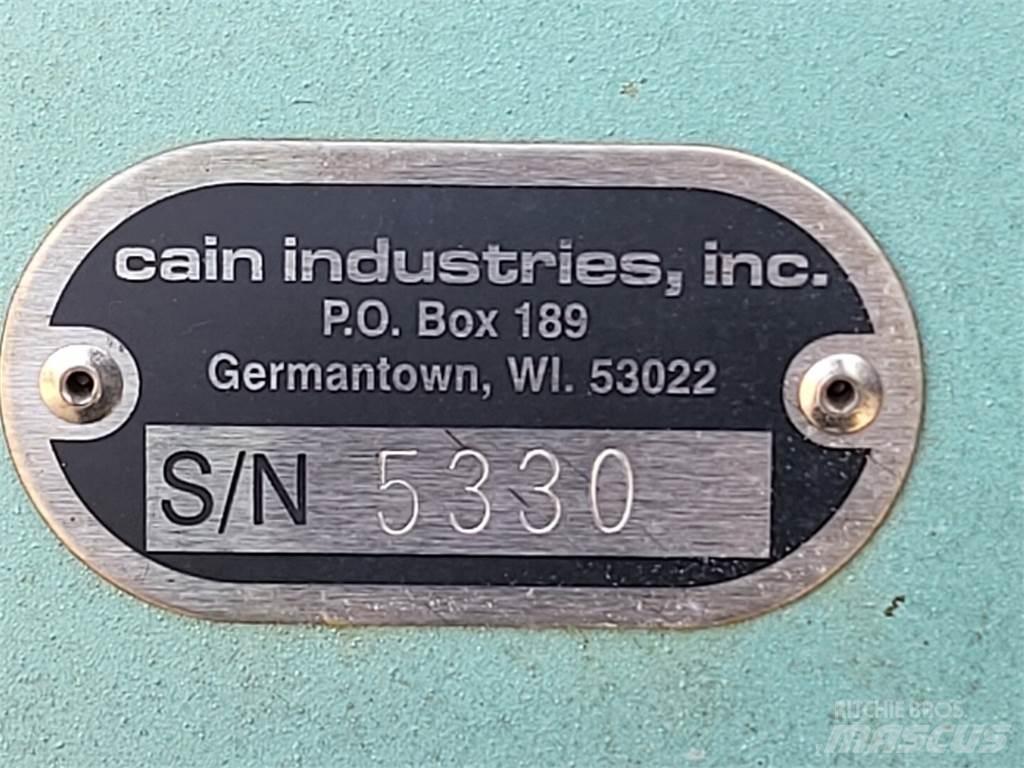 cain industries, inc.
P.O. Box 189
Germantown, WI. 53022
S/N 5330
RITCHIE BROS.
MASCUS